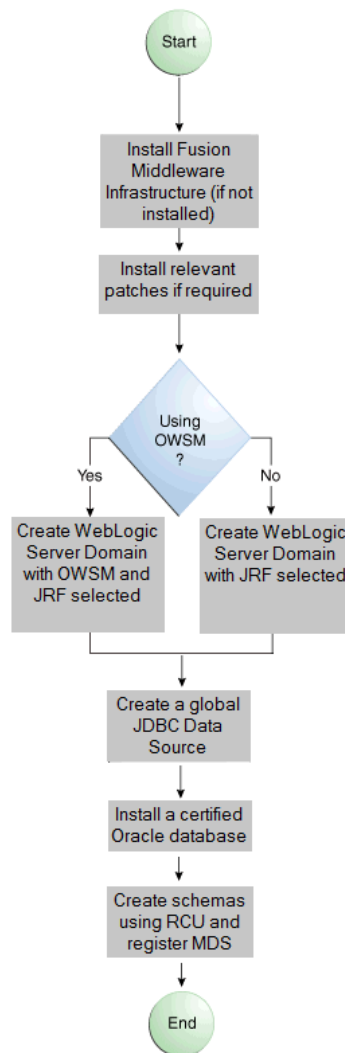 Start
Install Fusion
Middleware
Infrastructure (if not
installed)
Install relevant
patches if required
Using
OWSM
?
Yes
No
Create WebLogic
Server Domain
with OWSM and
JRF selected
Create WebLogic
Server Domain
with JRF selected
Create a global
JDBC Data
Source
Install a certified
Oracle database
Create schemas
using RCU and
register MDS
End